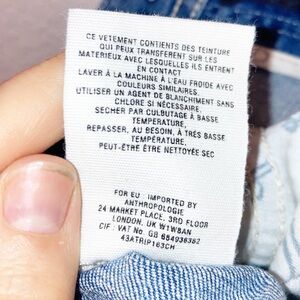 CE VETEMENT CONTIENTS DES TEINTURE
QUI PEUX TRANSFERENT SUR LES
MATERIEUX AVEC LESQUELLES ILS ENTRENT
EN CONTACT
LAVER À LA MACHINE À L'EAU FROIDE AVEC
COULEURS SIMILAIRES,
UTILISER UN AGENT DE BLANCHIMENT SANS
CHLORE SI NÉCESSAIRE,
SECHER PAR CULBUTAGE À BASSE
TEMPERATURE,
REPASSER, AU BESOIN, À TRÈS BASSE
TEMPÉRATURE,
PEUT-ÊTRE ÊTRE NETTOYÉE SEC
FOR EU : IMPORTED BY
ANTHROPOLOGIE
24 MARKET PLACE, 3RD FLOOR
LONDON, UK W1W8AN
CIF : VAT No. GB 684936382
43ATRIP163CH